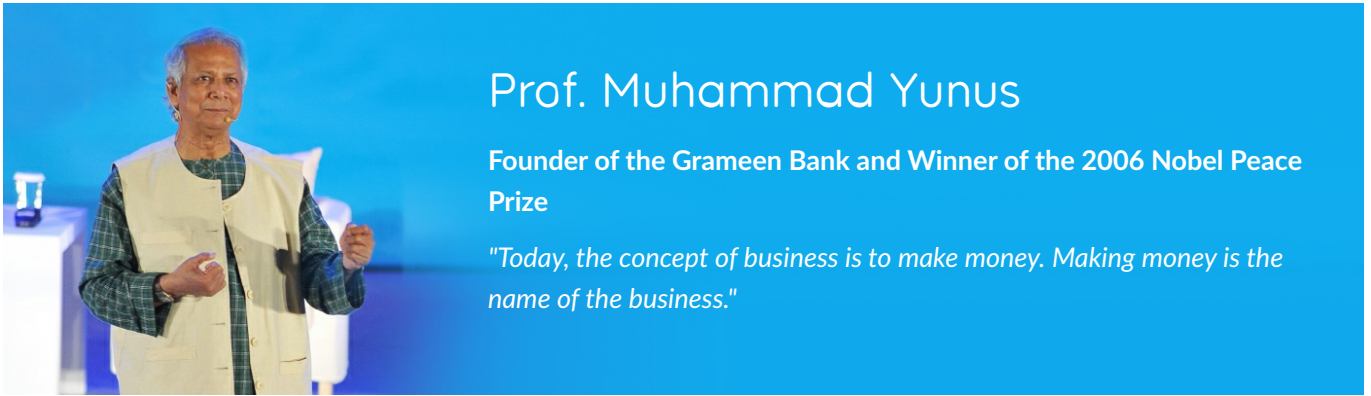 Prof. Muhammad Yunus
Founder of the Grameen Bank and Winner of the 2006 Nobel Peace
Prize
"Today, the concept of business is to make money. Making money is the
name of the business."